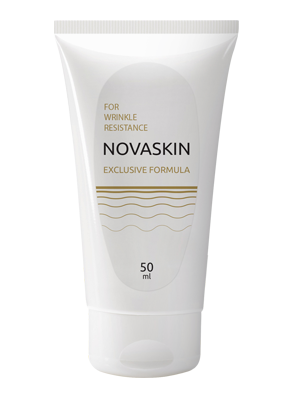 FOR
WRINKLE
RESISTANCE
NOVASKIN
EXCLUSIVE FORMULA
50
ml